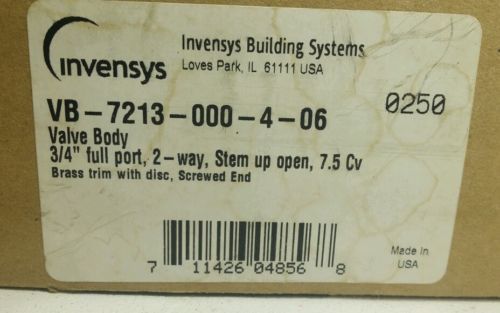 invensys
Invensys Building Systems
Loves Park, IL 61111 USA
VB-7213-000-4-06
0250
Valve Body
3/4" full port, 2-way, Stem up open, 7.5 Cv
Brass trim with disc, Screwed End
7 11426 04856 8
Made in
USA